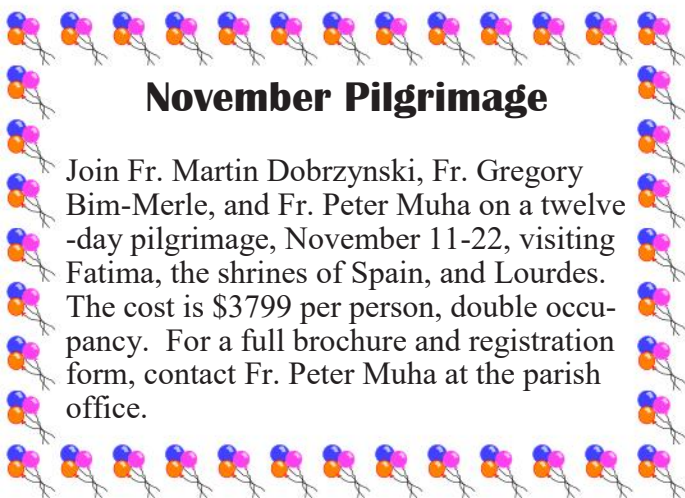 November Pilgrimage
Join Fr. Martin Dobrzynski, Fr. Gregory
Bim-Merle, and Fr. Peter Muha on a twelve
-day pilgrimage, November 11-22, visiting
Fatima, the shrines of Spain, and Lourdes.
The cost is $3799 per person, double occu-
pancy.  For a full brochure and registration
form, contact Fr. Peter Muha at the parish
office.